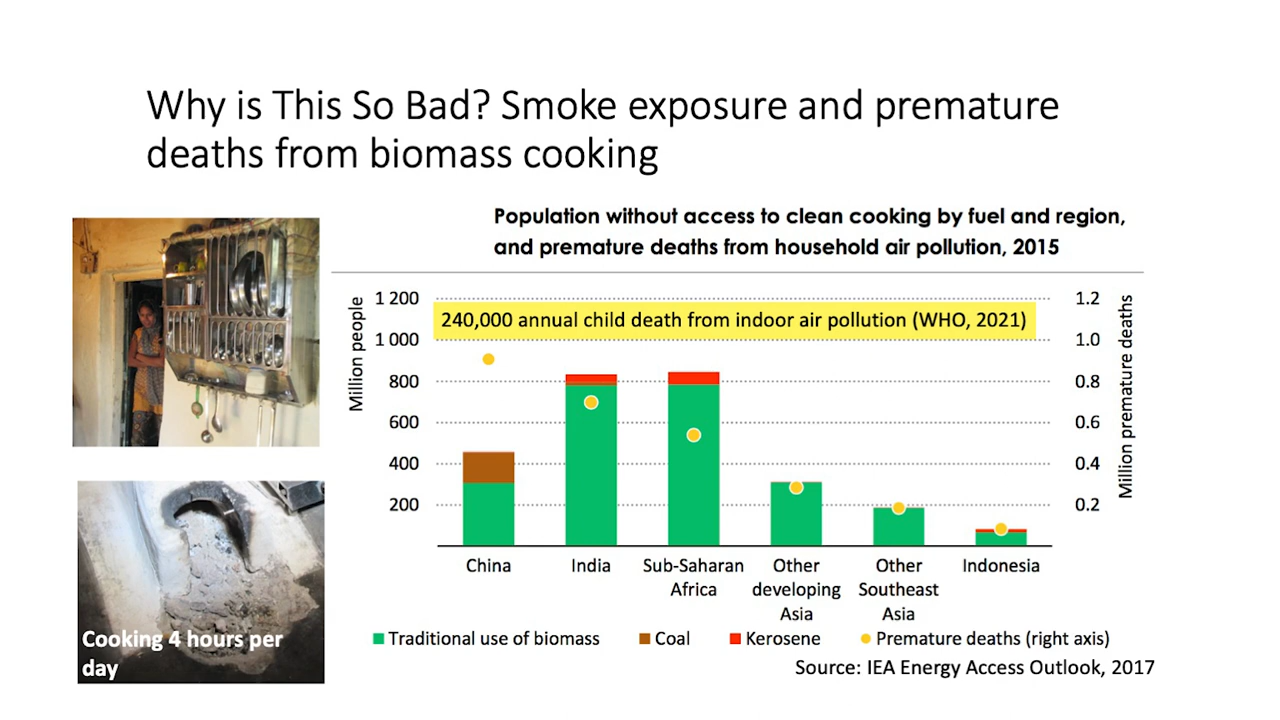 Why is This So Bad? Smoke exposure and premature
deaths from biomass cooking
Population without access to clean cooking by fuel and region,
and premature deaths from household air pollution, 2015
Million people
1 200
1 000
800
600
400
200
240,000 annual child death from indoor air pollution (WHO, 2021)
1.2
1.0
0.8
0.6
0.4
0.2
Million premature deaths
China
India
Sub-Saharan
Africa
Other
developing
Asia
Other
Southeast
Asia
Indonesia
Traditional use of biomass
Coal
Kerosene
Premature deaths (right axis)
Cooking 4 hours per
day
Source: IEA Energy Access Outlook, 2017